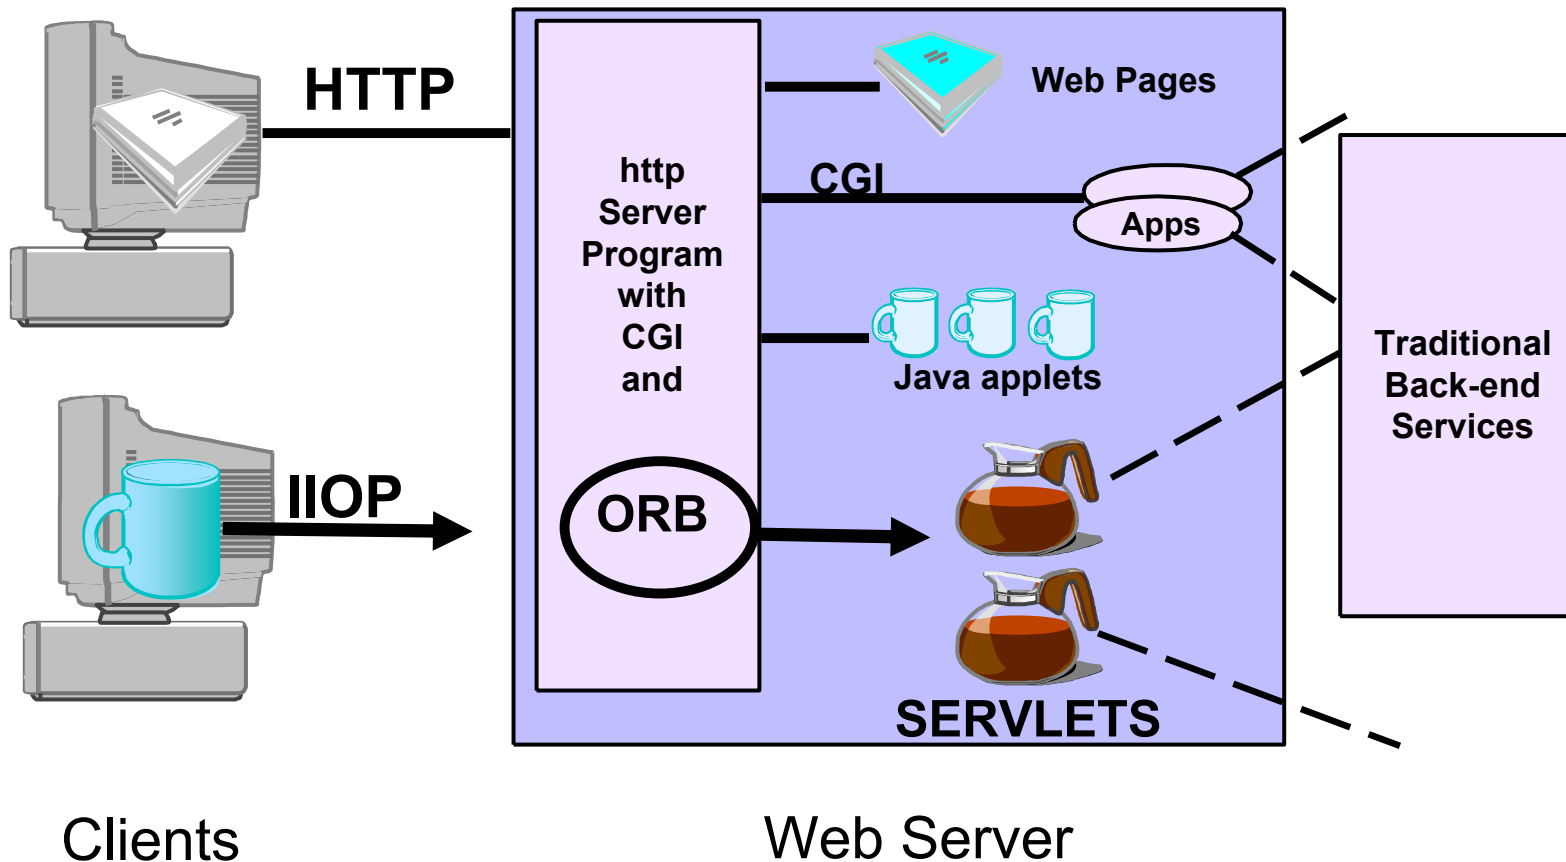 HTTP
IIOP
http
Server
Program
with
CGI
and
ORB
Web Pages
CGI
Apps
Java applets
SERVLETS
Traditional
Back-end
Services
Clients
Web Server